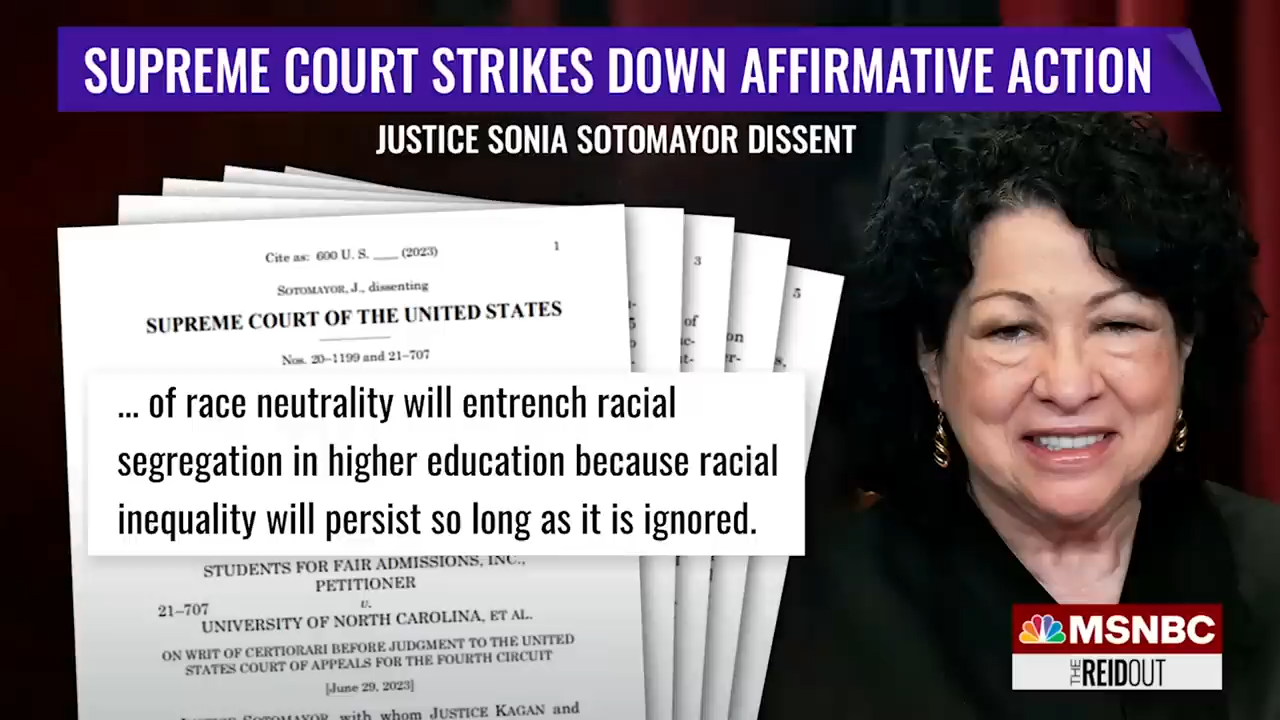 SUPREME COURT STRIKES DOWN AFFIRMATIVE ACTION
JUSTICE SONIA SOTOMAYOR DISSENT
Cite as: 600 U. S. ____ (2023) 1
SOTOMAYOR, J., dissenting
SUPREME COURT OF THE UNITED STATES
Nos. 20–1199 and 21–707
... of race neutrality will entrench racial
segregation in higher education because racial
inequality will persist so long as it is ignored.
STUDENTS FOR FAIR ADMISSIONS, INC.,
PETITIONER
21–707 v.
UNIVERSITY OF NORTH CAROLINA, ET AL.
ON WRIT OF CERTIORARI BEFORE JUDGMENT TO THE UNITED
STATES COURT OF APPEALS FOR THE FOURTH CIRCUIT
[June 29, 2023]
JUSTICE SOTOMAYOR, with whom JUSTICE KAGAN and
3
of
5
on
MSNBC
THE REIDOUT